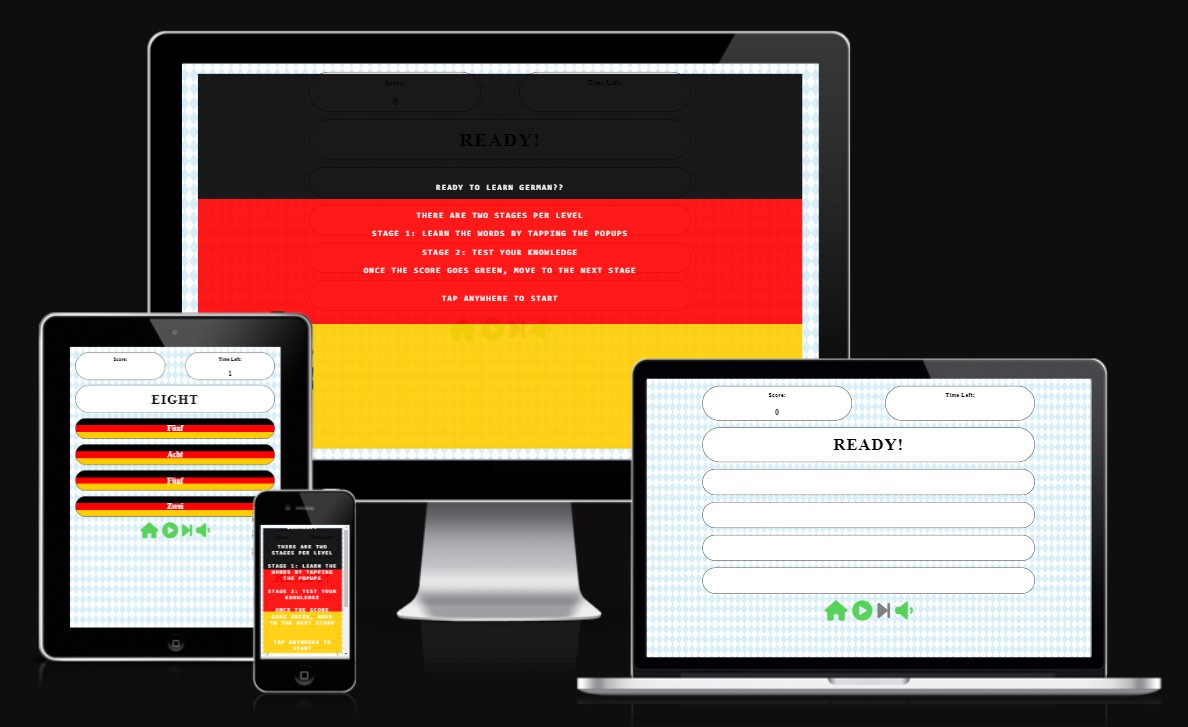 Score:
Time Left:
0
READY!
READY TO LEARN GERMAN??
THERE ARE TWO STAGES PER LEVEL
STAGE 1: LEARN THE WORDS BY TAPPING THE POPUPS
STAGE 2: TEST YOUR KNOWLEDGE
ONCE THE SCORE GOES GREEN, MOVE TO THE NEXT STAGE
TAP ANYWHERE TO START
Score:
Time Left:
1
EIGHT
Fünf
Acht
Fünf
Zwei
THERE ARE TWO
STAGES PER LEVEL
STAGE 1: LEARN THE
WORDS BY TAPPING
THE POPUPS
STAGE 2: TEST YOUR
KNOWLEDGE
ONCE THE SCORE
GOES GREEN, MOVE
TO THE NEXT STAGE
TAP ANYWHERE TO
START
Score:
Time Left:
0
READY!